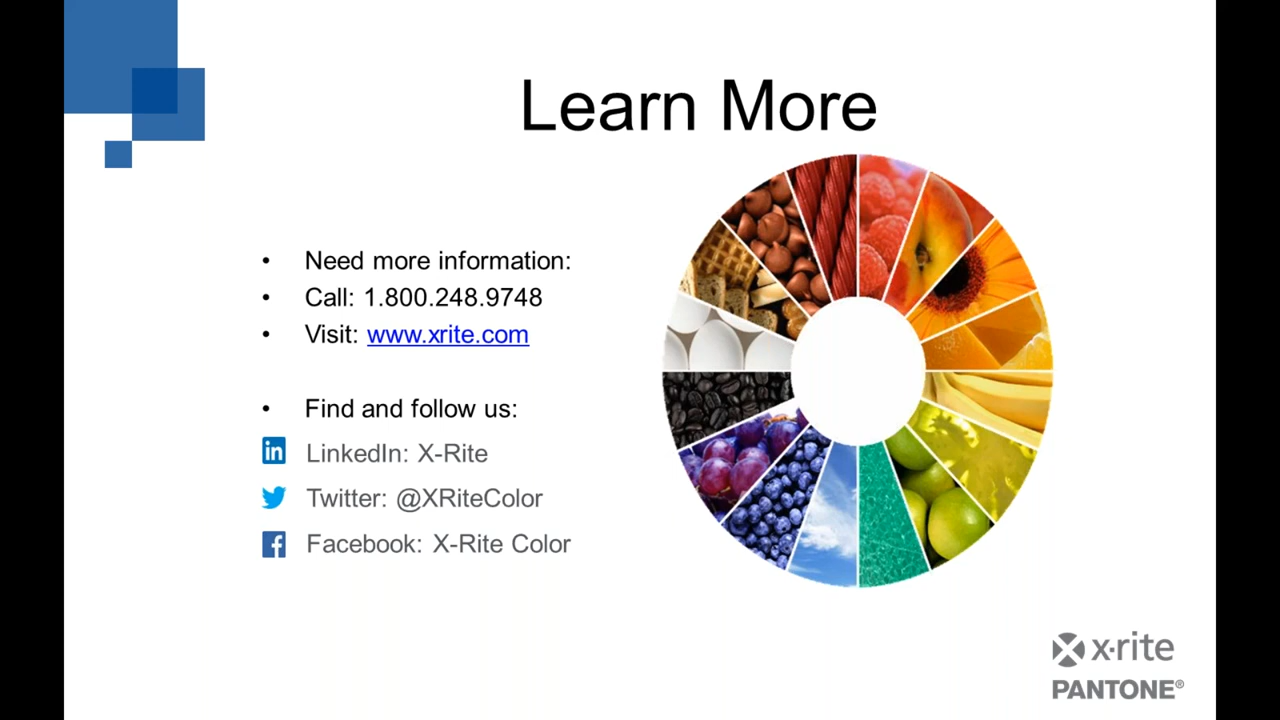 Learn More
• Need more information:
• Call: 1.800.248.9748
• Visit: www.xrite.com
• Find and follow us:
in LinkedIn: X-Rite
Twitter: @XRiteColor
f Facebook: X-Rite Color
x·rite
PANTONE®